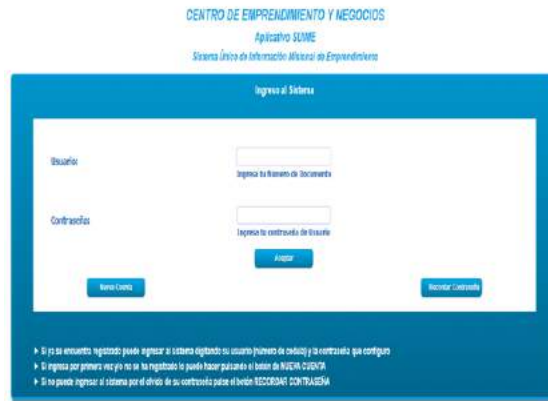 CENTRO DE EMPRENDIMIENTO Y NEGOCIOS
Aplicativo SUIME
Sistema Único de Información Misional de Emprendimiento
Ingreso al Sistema
Usuario:
Ingresa tu Número de Documento
Contraseña:
Ingresa tu contraseña de Usuario
Aceptar
Nueva Cuenta
Recordar Contraseña
Si ya se encuentra registrado puede ingresar al sistema digitando su usuario (número de cedula) y la contraseña que configuro
Si ingresa por primera vez y/o no se ha registrado lo puede hacer pulsando el botón de NUEVA CUENTA
Si no puede ingresar al sistema por el olvido de su contraseña pulse el botón RECORDAR CONTRASEÑA